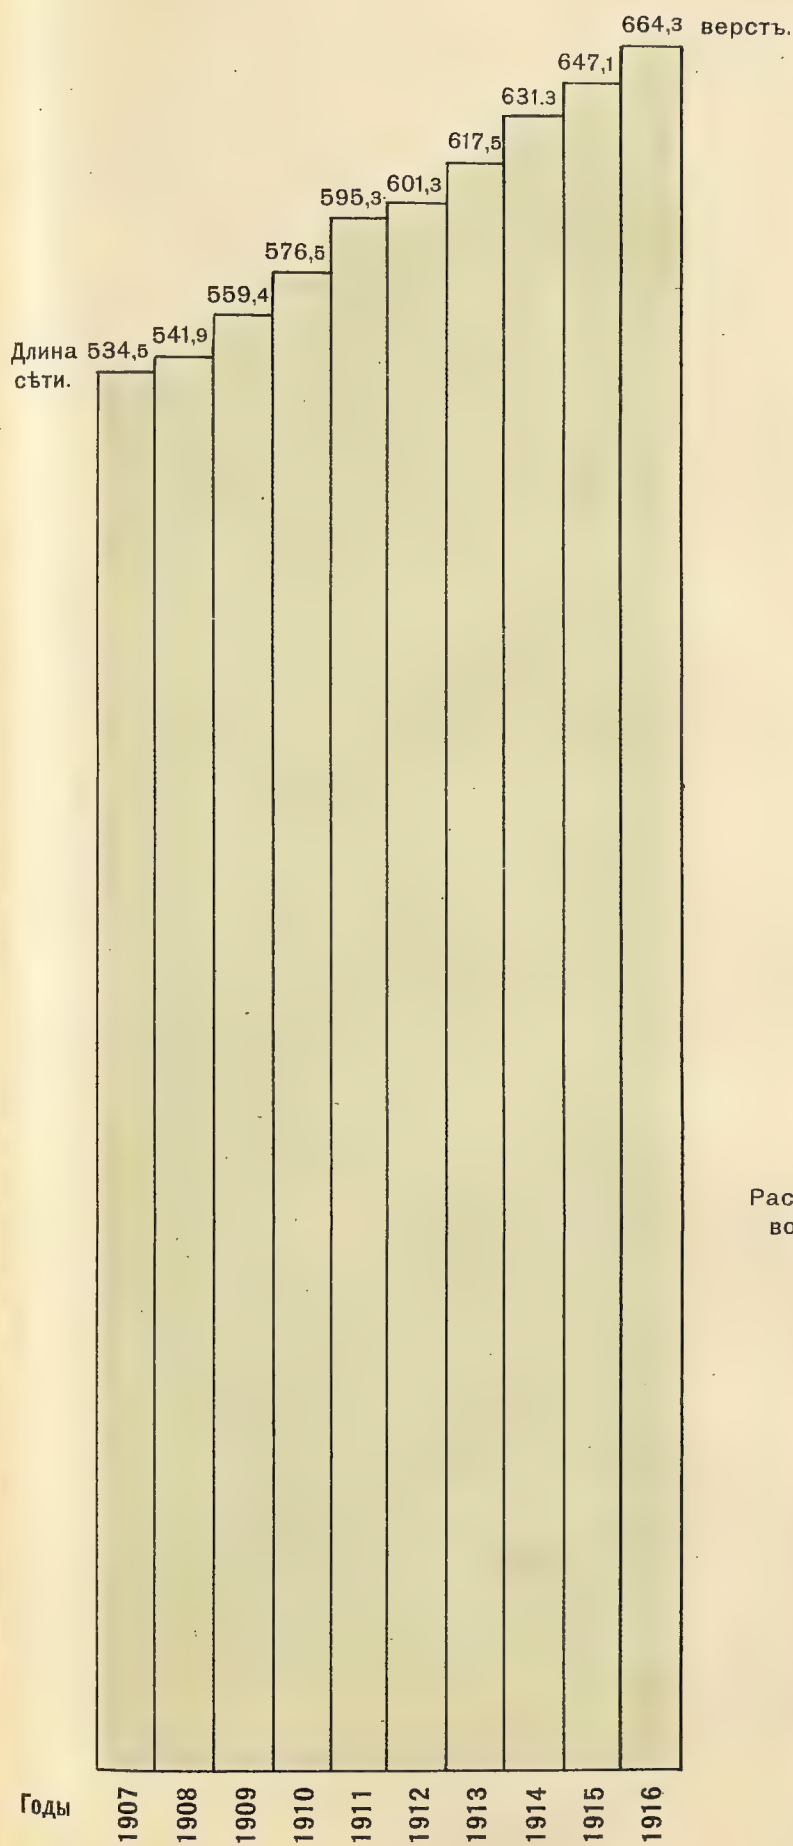 664,3 верстъ.
647,1
631.3
617,5
601,3
595,3
576,5
559,4
541,9
Длина 534,5
сѣти.
Рас
во
Годы 1907 1908 1909 1910 1911 1912 1913 1914 1915 1916